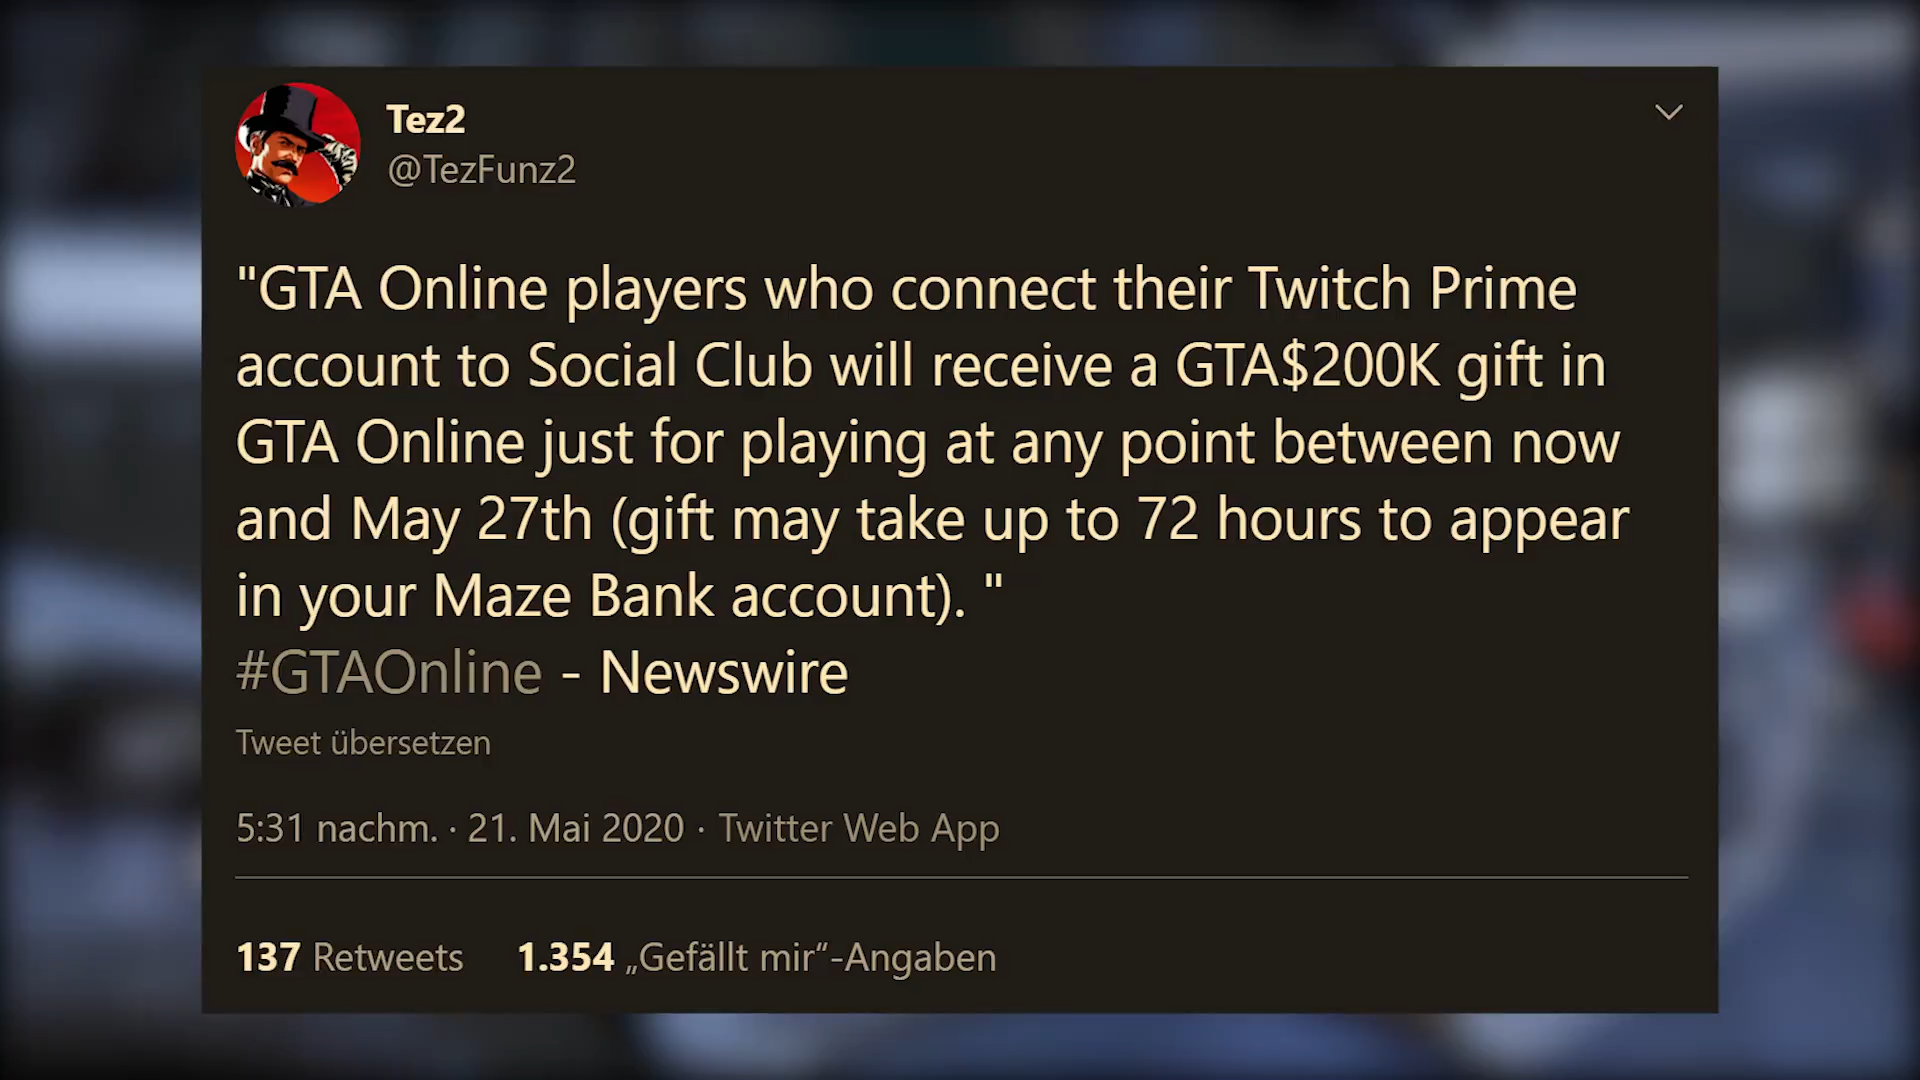 Tez2
@TezFunz2
"GTA Online players who connect their Twitch Prime
account to Social Club will receive a GTA$200K gift in
GTA Online just for playing at any point between now
and May 27th (gift may take up to 72 hours to appear
in your Maze Bank account). "
#GTAOnline - Newswire
Tweet übersetzen
5:31 nachm. · 21. Mai 2020 · Twitter Web App
137 Retweets 1.354 „Gefällt mir“-Angaben